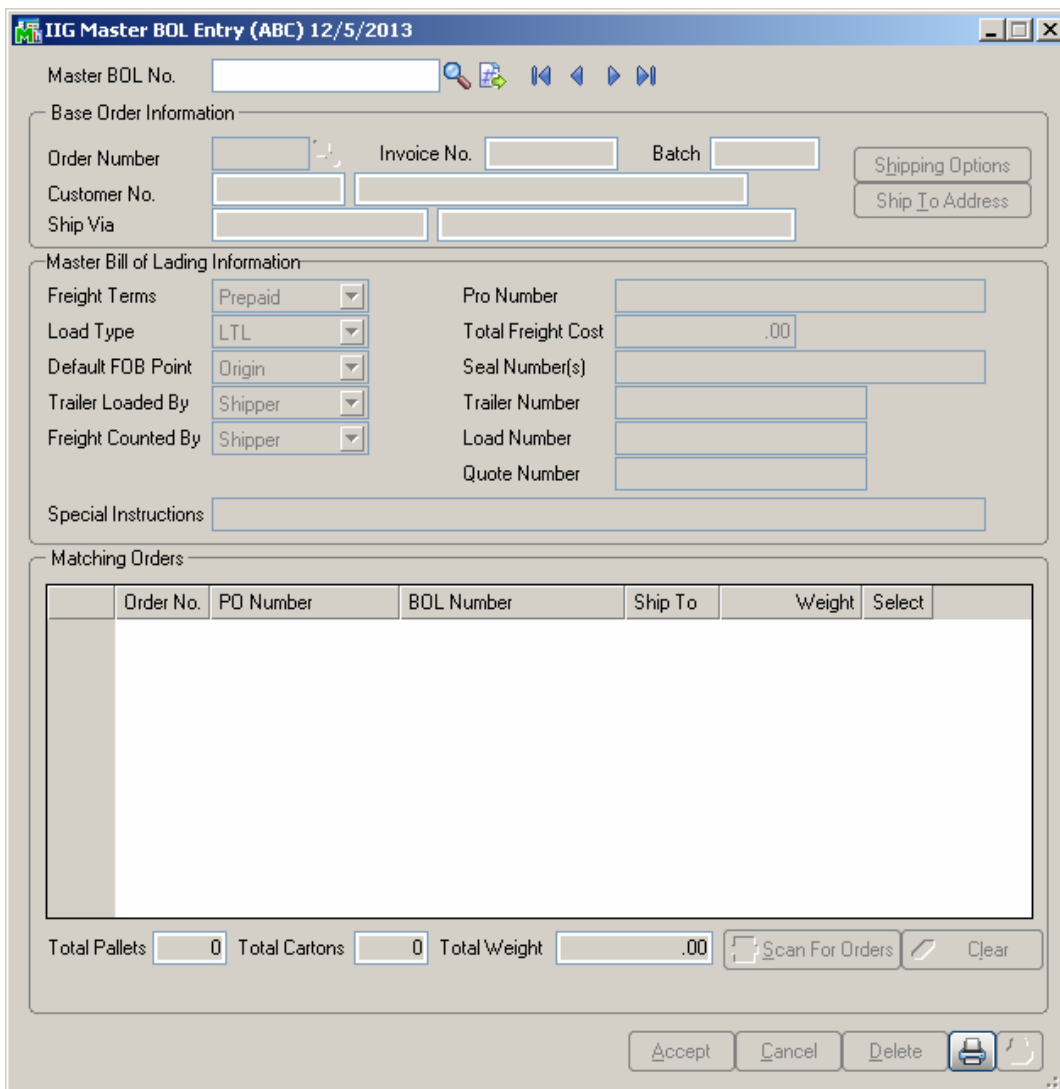 IIG Master BOL Entry (ABC) 12/5/2013
Master BOL No.
Base Order Information
Order Number Invoice No. Batch Shipping Options
Customer No. Ship To Address
Ship Via
Master Bill of Lading Information
Freight Terms Prepaid Pro Number
Load Type LTL Total Freight Cost .00
Default FOB Point Origin Seal Number(s)
Trailer Loaded By Shipper Trailer Number
Freight Counted By Shipper Load Number
Quote Number
Special Instructions
Matching Orders
Order No. PO Number BOL Number Ship To Weight Select
Total Pallets 0 Total Cartons 0 Total Weight .00 Scan For Orders Clear
Accept Cancel Delete